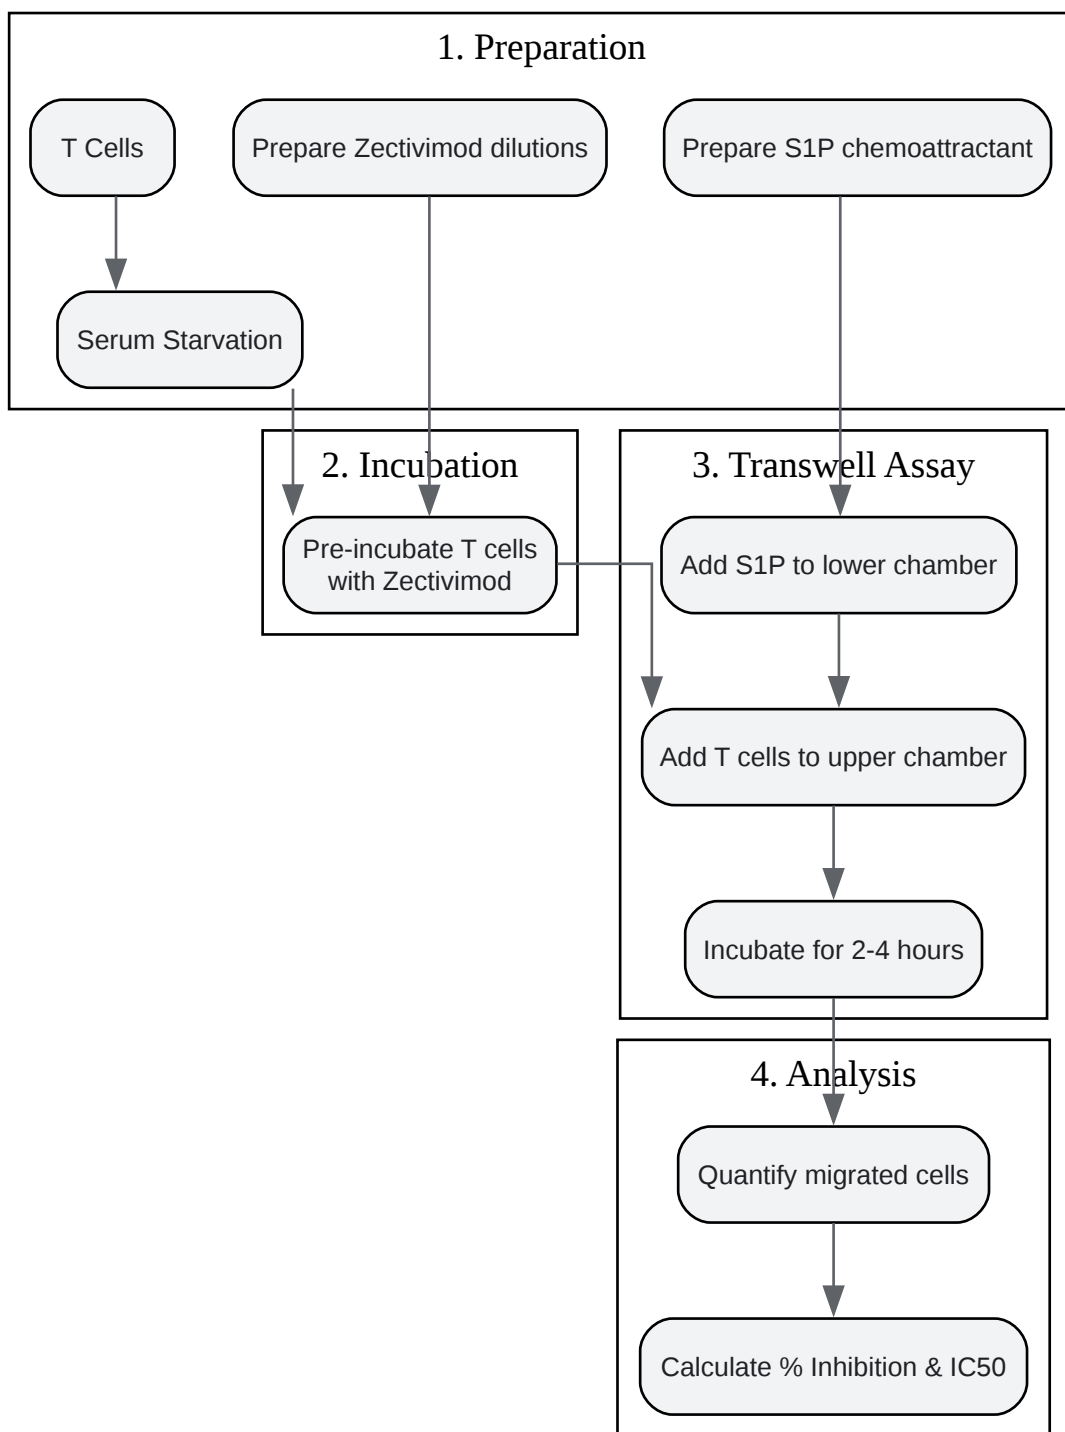 1. Preparation
T Cells
Prepare Zectivimod dilutions
Prepare S1P chemoattractant
Serum Starvation
2. Incubation
3. Transwell Assay
Pre-incubate T cells
with Zectivimod
Add S1P to lower chamber
Add T cells to upper chamber
Incubate for 2-4 hours
4. Analysis
Quantify migrated cells
Calculate % Inhibition & IC50